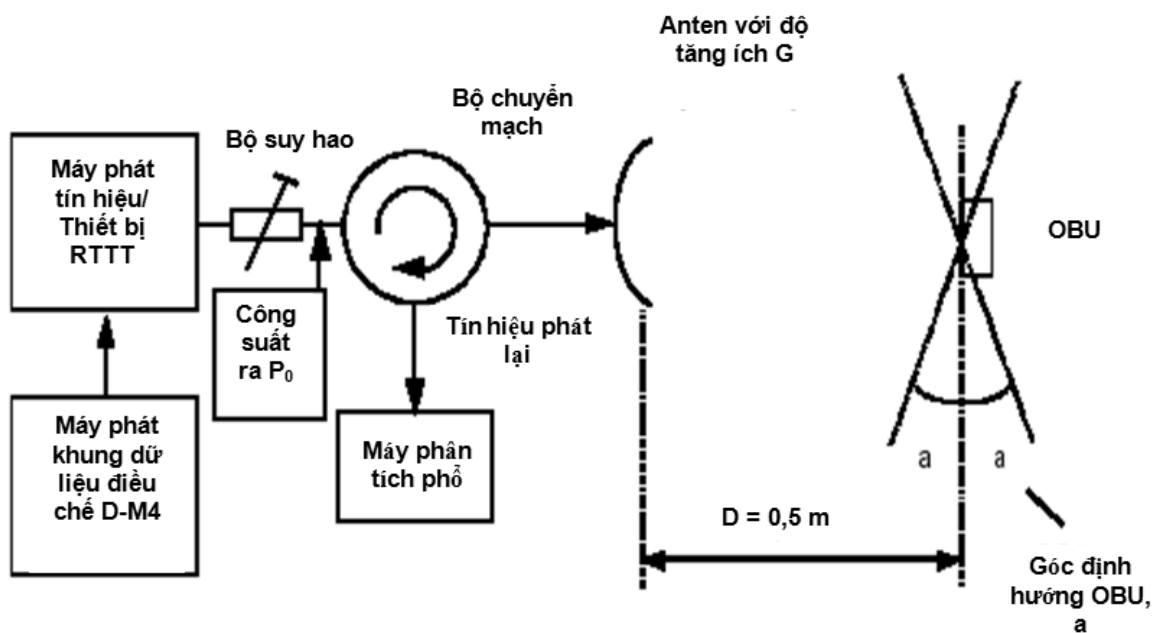 Anten với độ
tăng ích G
Bộ chuyển
mạch
Bộ suy hao
Máy phát
tín hiệu/
Thiết bị
RTTT
OBU
Công
suất
ra P₀
Tín hiệu phát
lại
Máy phát
khung dữ
liệu điều
chế D-M4
Máy phân
tích phổ
a a
D = 0,5 m
Góc định
hướng OBU,
a